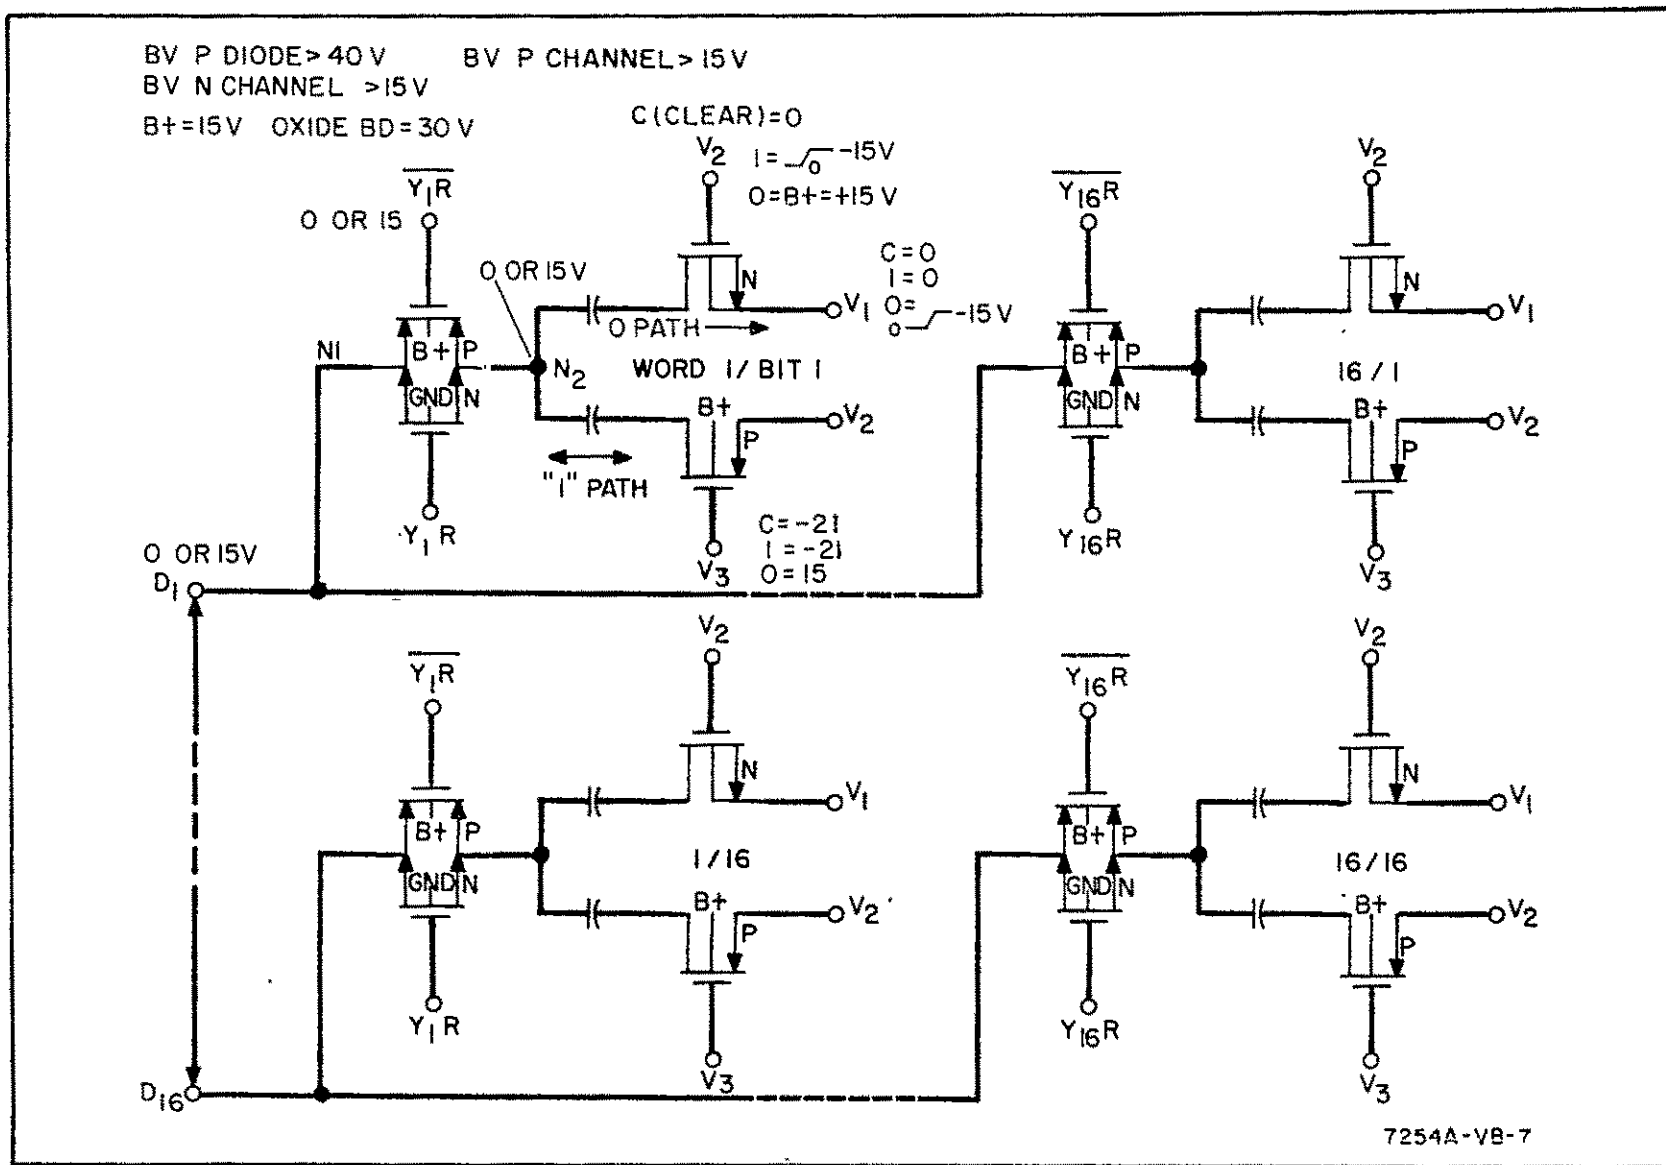 BV P DIODE > 40 V BV P CHANNEL > 15 V
BV N CHANNEL > 15 V
B+ = 15 V OXIDE BD = 30 V
C (CLEAR) = 0
V2
1 = 0 -15V
0 = B+ = +15 V
Y1R
0 OR 15
0 OR 15 V
N
C = 0
1 = 0
0 =
0 -15 V
V1
0 PATH
N1
B+ P
GND N
N2
WORD 1 / BIT 1
B+
V2
P
"1" PATH
Y1R
C = -21
1 = -21
0 = 15
V3
0 OR 15V
D1
Y16R
V2
N
V1
B+ P
GND N
16 / 1
B+
V2
P
Y16R
V3
Y1R
V2
N
V1
B+ P
GND N
1 / 16
B+
V2
P
Y1R
V3
D16
Y16R
V2
N
V1
B+ P
GND N
16 / 16
B+
V2
P
Y16R
V3
7254A-VB-7